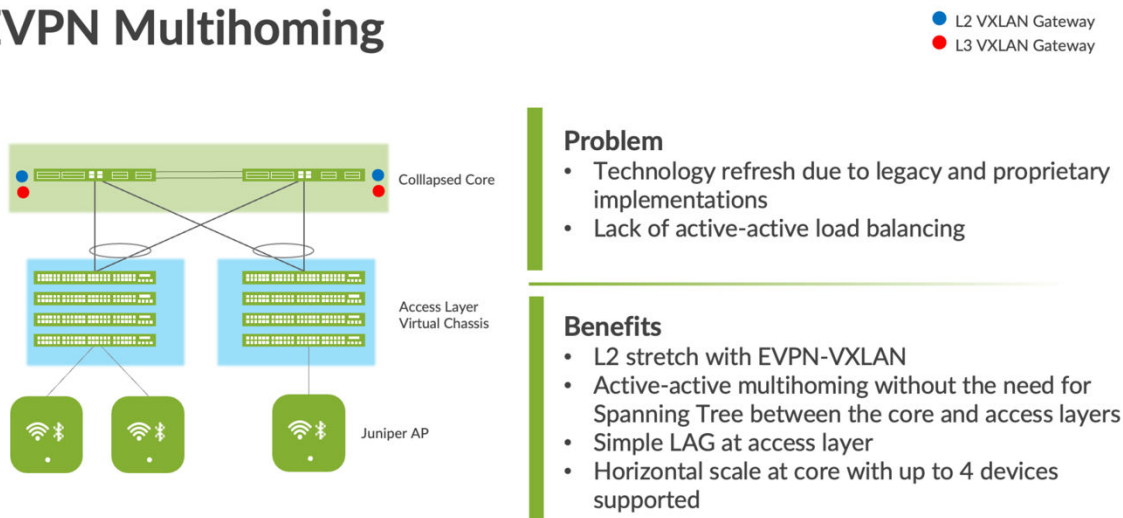 EVPN Multihoming
L2 VXLAN Gateway
L3 VXLAN Gateway
Colllapsed Core
Access Layer
Virtual Chassis
Juniper AP
Problem
• Technology refresh due to legacy and proprietary
implementations
• Lack of active-active load balancing
Benefits
• L2 stretch with EVPN-VXLAN
• Active-active multihoming without the need for
Spanning Tree between the core and access layers
• Simple LAG at access layer
• Horizontal scale at core with up to 4 devices
supported